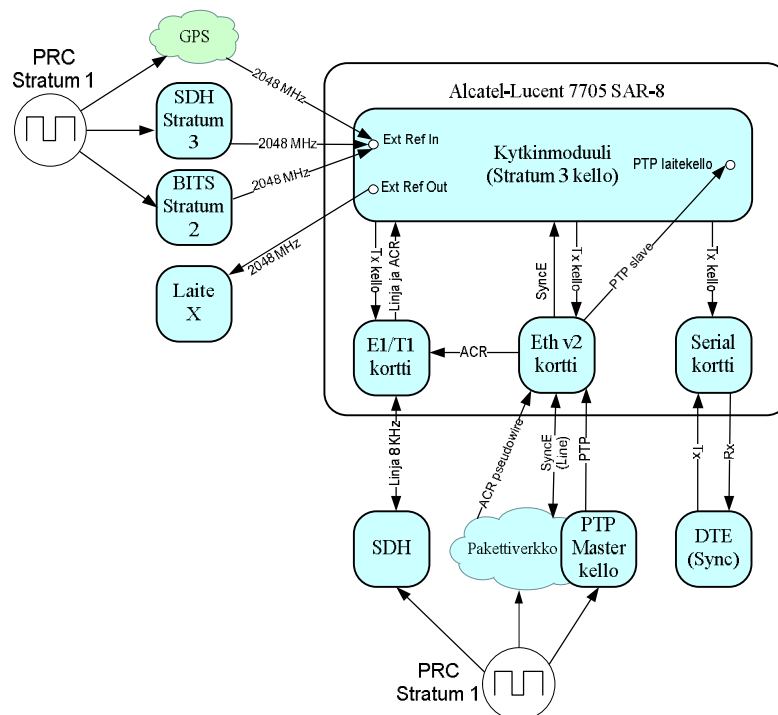 PRC
Stratum 1
GPS
SDH
Stratum
3
BITS
Stratum
2
Laite
X
2048 MHz
2048 MHz
2048 MHz
2048 MHz
Alcatel-Lucent 7705 SAR-8
Ext Ref In
Ext Ref Out
Kytkinmoduuli
(Stratum 3 kello)
PTP laitekello
Tx kello
Linja ja ACR
SyncE
Tx kello
PTP slave
Tx kello
E1/T1
kortti
ACR
Eth v2
kortti
Serial
kortti
Linja 8 KHz
ACR pseudowire
SyncE
(Line)
PTP
Tx
Rx
SDH
Pakettiverkko
PTP
Master
kello
DTE
(Sync)
PRC
Stratum 1